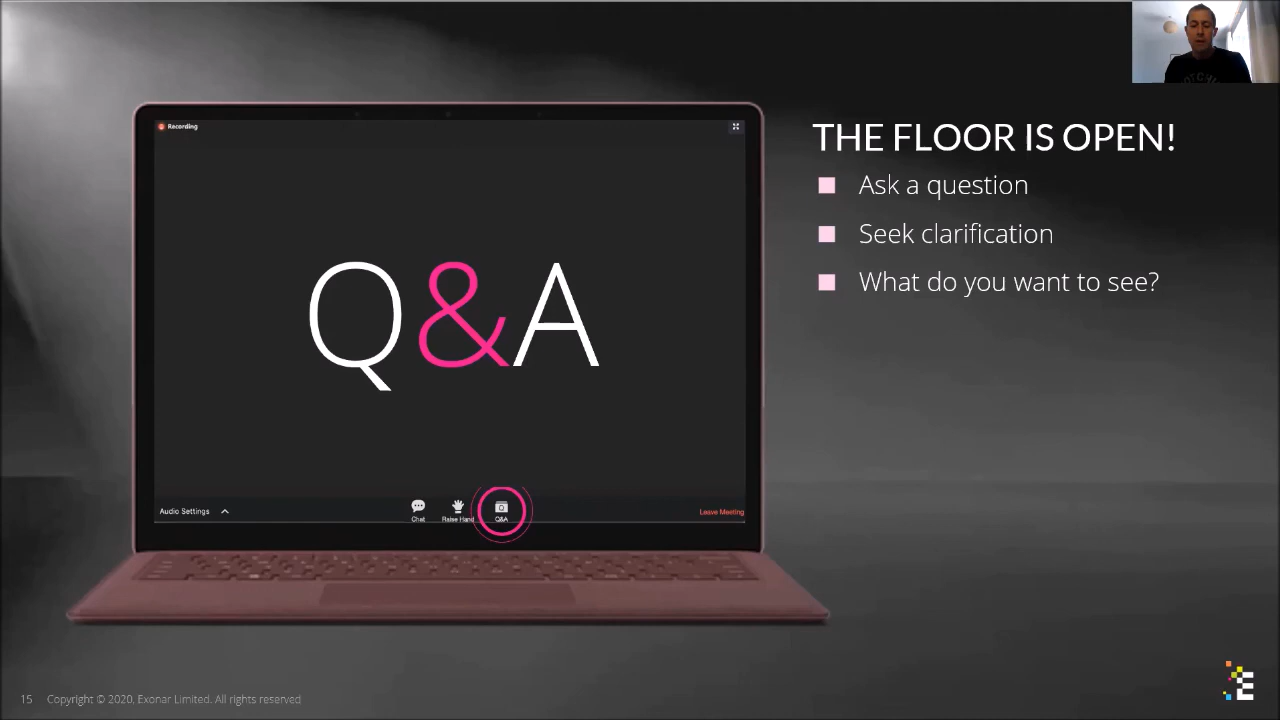 Recording
Q&A
Audio Settings
Chat
Raise Hand
Q&A
Leave Meeting
THE FLOOR IS OPEN!
Ask a question
Seek clarification
What do you want to see?
15 Copyright © 2020. Exonar Limited. All rights reserved